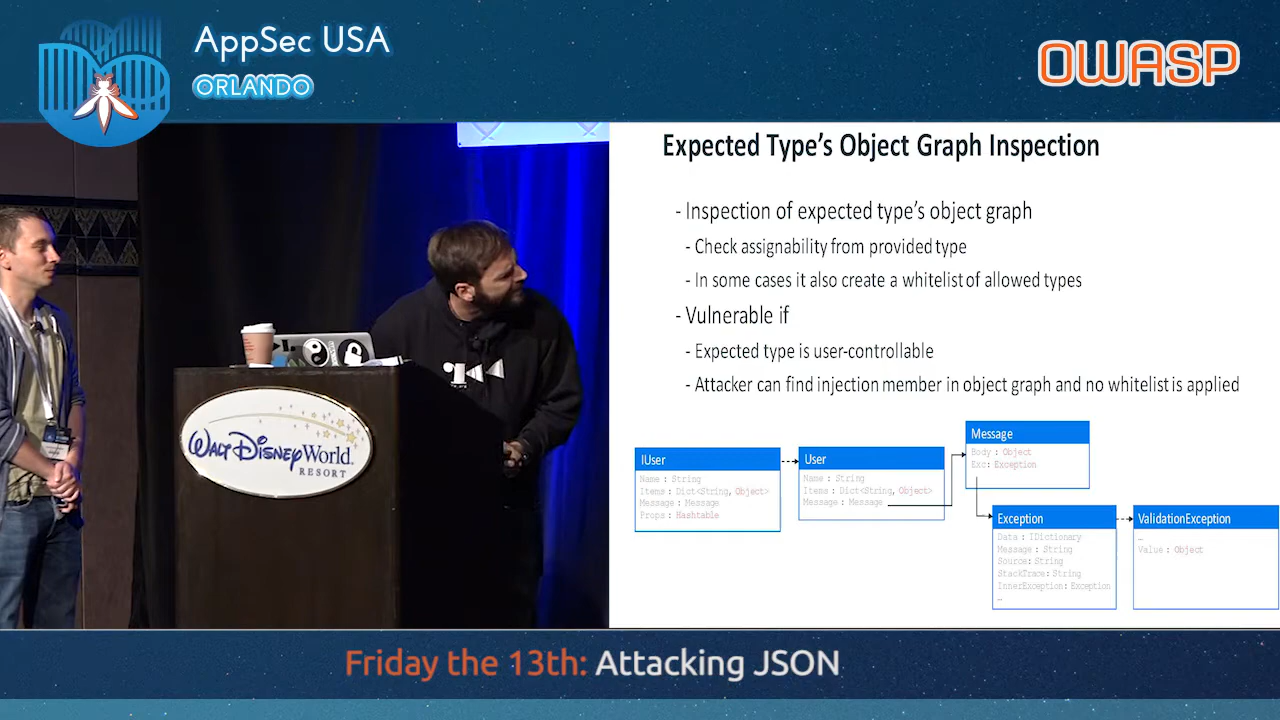 AppSec USA
ORLANDO
OWASP
WALT DISNEY World.
RESORT
Expected Type's Object Graph Inspection
- Inspection of expected type's object graph
- Check assignability from provided type
- In some cases it also create a whitelist of allowed types
- Vulnerable if
- Expected type is user-controllable
- Attacker can find injection member in object graph and no whitelist is applied
IUser
Name : String
Items : Dict<String, Object>
Message : Message
Props : Hashtable
User
Name : String
Items : Dict<String, Object>
Message : Message
Message
Body : Object
Exc: Exception
Exception
Data : IDictionary
Message : String
Source: String
StackTrace: String
InnerException: Exception
…
ValidationException
…
Value : Object
Friday the 13th: Attacking JSON